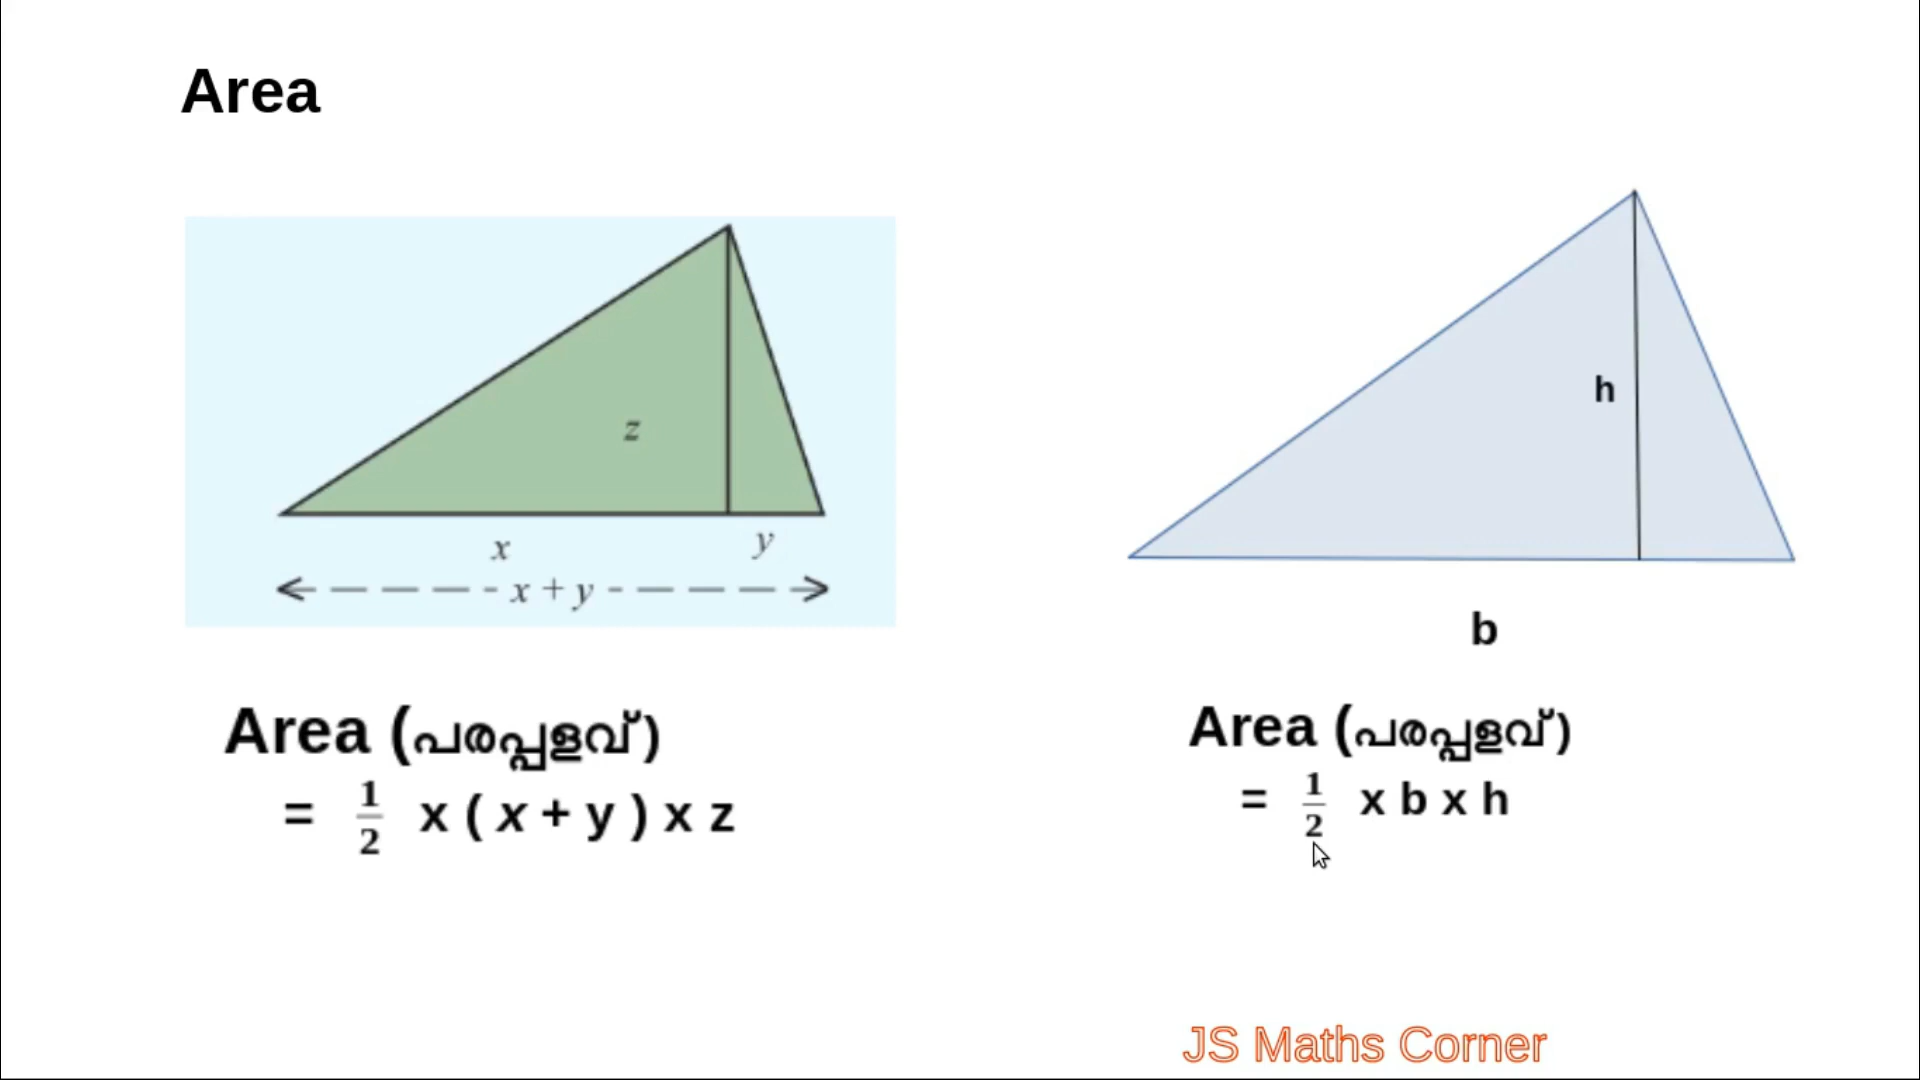 Area
z
x
y
x + y
h
b
Area (പരപ്പളവ്)
= 1/2 x ( x + y ) x z
Area (പരപ്പളവ്)
= 1/2 x b x h
JS Maths Corner